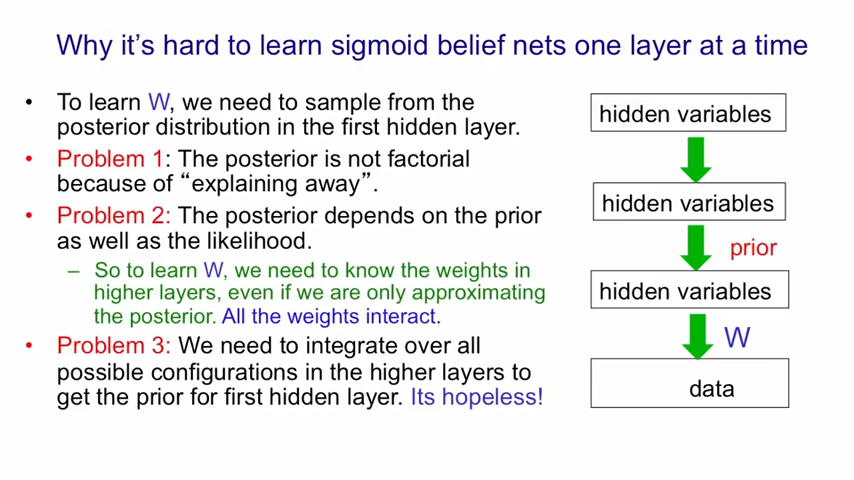 Why it's hard to learn sigmoid belief nets one layer at a time
• To learn W, we need to sample from the
posterior distribution in the first hidden layer.
• Problem 1: The posterior is not factorial
because of “explaining away”.
• Problem 2: The posterior depends on the prior
as well as the likelihood.
– So to learn W, we need to know the weights in
higher layers, even if we are only approximating
the posterior. All the weights interact.
• Problem 3: We need to integrate over all
possible configurations in the higher layers to
get the prior for first hidden layer. Its hopeless!
hidden variables
hidden variables
prior
hidden variables
W
data